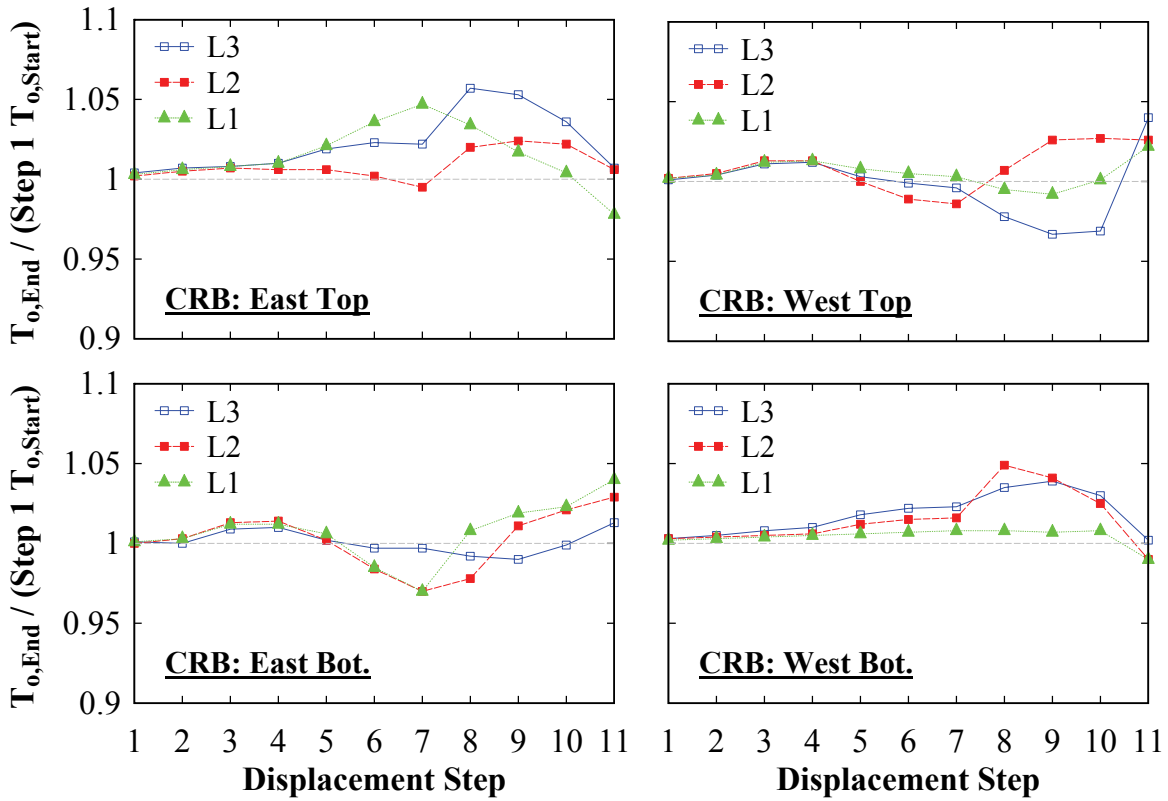 T_o,End / (Step 1 T_o,Start)
1.1
1.05
1
0.95
0.9
L3
L2
L1
CRB: East Top
L3
L2
L1
CRB: West Top
T_o,End / (Step 1 T_o,Start)
1.1
1.05
1
0.95
0.9
L3
L2
L1
CRB: East Bot.
1 2 3 4 5 6 7 8 9 10 11
Displacement Step
L3
L2
L1
CRB: West Bot.
1 2 3 4 5 6 7 8 9 10 11
Displacement Step